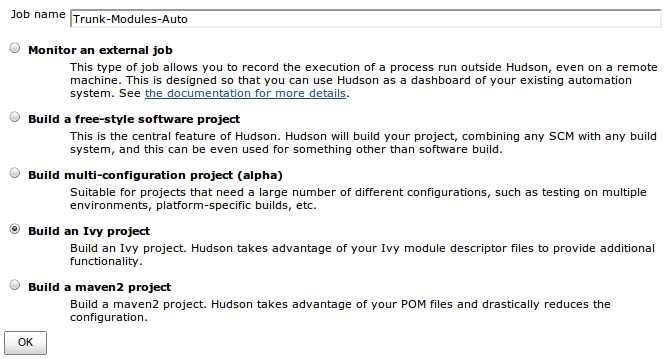 Job name Trunk-Modules-Auto
Monitor an external job
This type of job allows you to record the execution of a process run outside Hudson, even on a remote
machine. This is designed so that you can use Hudson as a dashboard of your existing automation
system. See the documentation for more details.
Build a free-style software project
This is the central feature of Hudson. Hudson will build your project, combining any SCM with any build
system, and this can be even used for something other than software build.
Build multi-configuration project (alpha)
Suitable for projects that need a large number of different configurations, such as testing on multiple
environments, platform-specific builds, etc.
Build an Ivy project
Build an Ivy project. Hudson takes advantage of your Ivy module descriptor files to provide additional
functionality.
Build a maven2 project
Build a maven2 project. Hudson takes advantage of your POM files and drastically reduces the
configuration.
OK